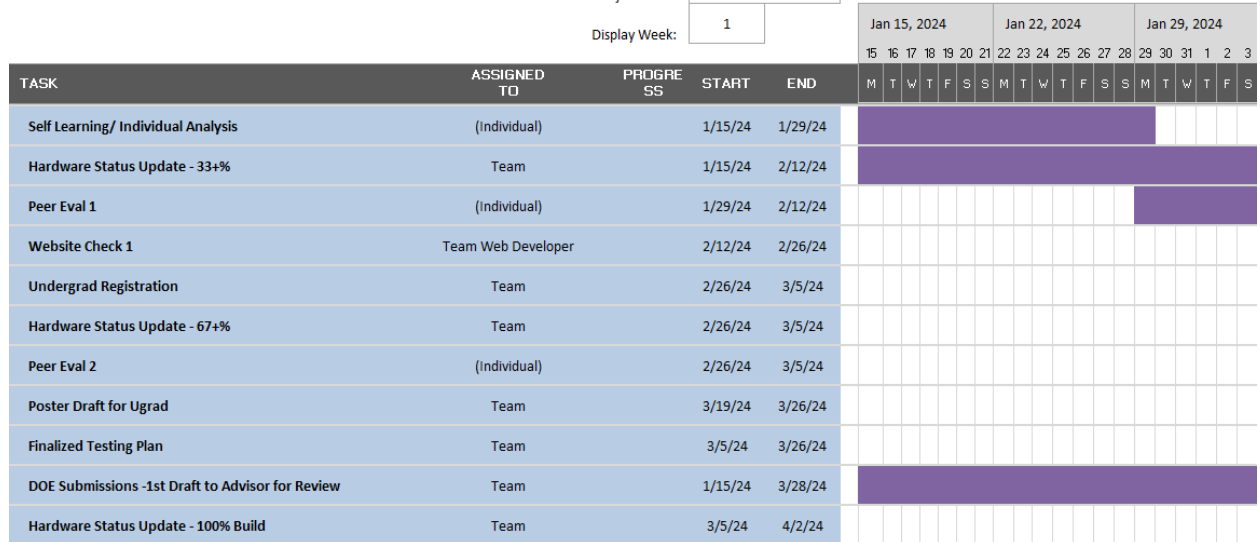 Display Week: 1
Jan 15, 2024 Jan 22, 2024 Jan 29, 2024
15 16 17 18 19 20 21 22 23 24 25 26 27 28 29 30 31 1 2 3
TASK ASSIGNED TO PROGRE SS START END M T W T F S S M T W T F S S M T W T F S
Self Learning/ Individual Analysis (Individual) 1/15/24 1/29/24
Hardware Status Update - 33+% Team 1/15/24 2/12/24
Peer Eval 1 (Individual) 1/29/24 2/12/24
Website Check 1 Team Web Developer 2/12/24 2/26/24
Undergrad Registration Team 2/26/24 3/5/24
Hardware Status Update - 67+% Team 2/26/24 3/5/24
Peer Eval 2 (Individual) 2/26/24 3/5/24
Poster Draft for Ugrad Team 3/19/24 3/26/24
Finalized Testing Plan Team 3/5/24 3/26/24
DOE Submissions -1st Draft to Advisor for Review Team 1/15/24 3/28/24
Hardware Status Update - 100% Build Team 3/5/24 4/2/24